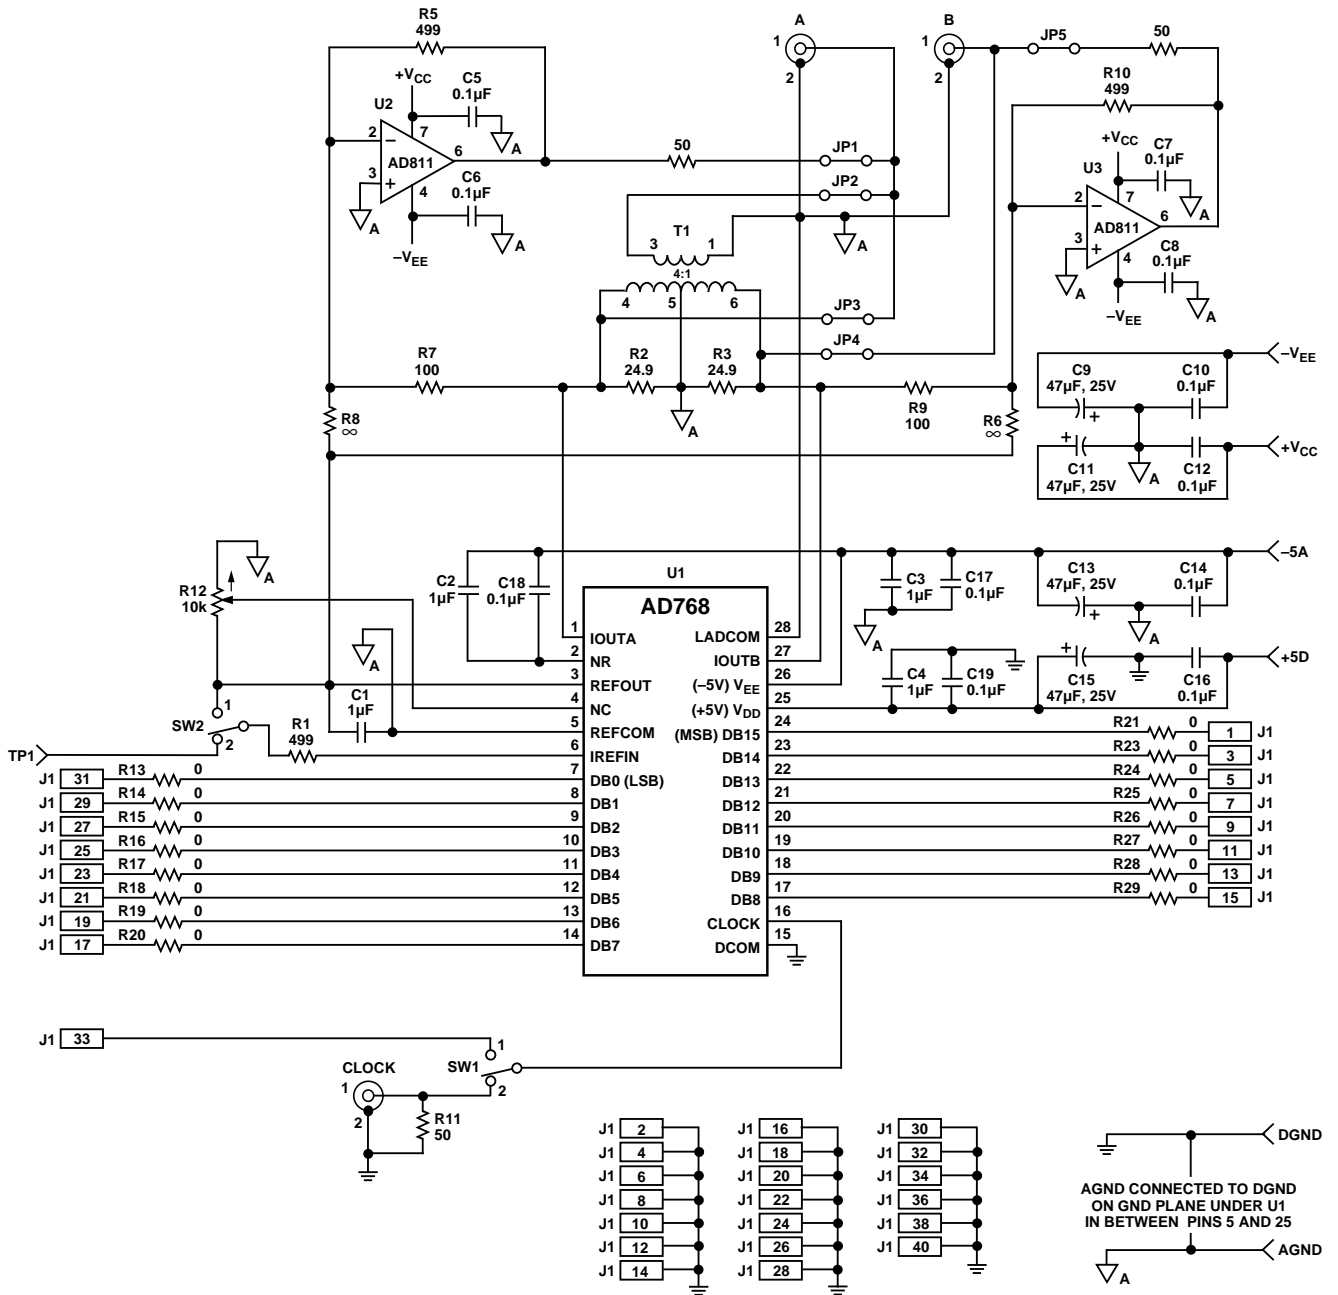 R5
499
A
B
1
2
1
2
JP5
50
+VCC
C5
0.1µF
R10
499
U2
2
7
–
AD811
6
3
+
4
A
50
JP1
+VCC
C7
0.1µF
U3
C6
0.1µF
A
A
–VEE
JP2
2
7
–
A
AD811
6
3
+
4
C8
0.1µF
A
A
–VEE
T1
3
1
A
4:1
4
5
6
JP3
JP4
R7
100
R2
24.9
R3
24.9
R9
100
A
R8
∞
R6
∞
–VEE
C9
47µF, 25V
+
C10
0.1µF
+
C11
47µF, 25V
A
C12
0.1µF
+VCC
A
R12
10k
C2
1µF
C18
0.1µF
U1
AD768
–5A
C3
1µF
C17
0.1µF
A
C13
47µF, 25V
+
C14
0.1µF
A
C4
1µF
C19
0.1µF
+
C15
47µF, 25V
C16
0.1µF
+5D
A
C1
1µF
1
SW2
2
R1
499
TP1
1 IOUTA
2 NR
3 REFOUT
4 NC
5 REFCOM
6 IREFIN
7 DB0 (LSB)
8 DB1
9 DB2
10 DB3
11 DB4
12 DB5
13 DB6
14 DB7
LADCOM 28
IOUTB 27
(–5V) VEE 26
(+5V) VDD 25
(MSB) DB15 24
DB14 23
DB13 22
DB12 21
DB11 20
DB10 19
DB9 18
DB8 17
CLOCK 16
DCOM 15
J1 31 R13 0
J1 29 R14 0
J1 27 R15 0
J1 25 R16 0
J1 23 R17 0
J1 21 R18 0
J1 19 R19 0
J1 17 R20 0
R21 0 1 J1
R23 0 3 J1
R24 0 5 J1
R25 0 7 J1
R26 0 9 J1
R27 0 11 J1
R28 0 13 J1
R29 0 15 J1
J1 33
1
SW1
2
CLOCK
1
2
R11
50
J1 2
J1 4
J1 6
J1 8
J1 10
J1 12
J1 14
J1 16
J1 18
J1 20
J1 22
J1 24
J1 26
J1 28
J1 30
J1 32
J1 34
J1 36
J1 38
J1 40
DGND
AGND CONNECTED TO DGND
ON GND PLANE UNDER U1
IN BETWEEN PINS 5 AND 25
AGND
A